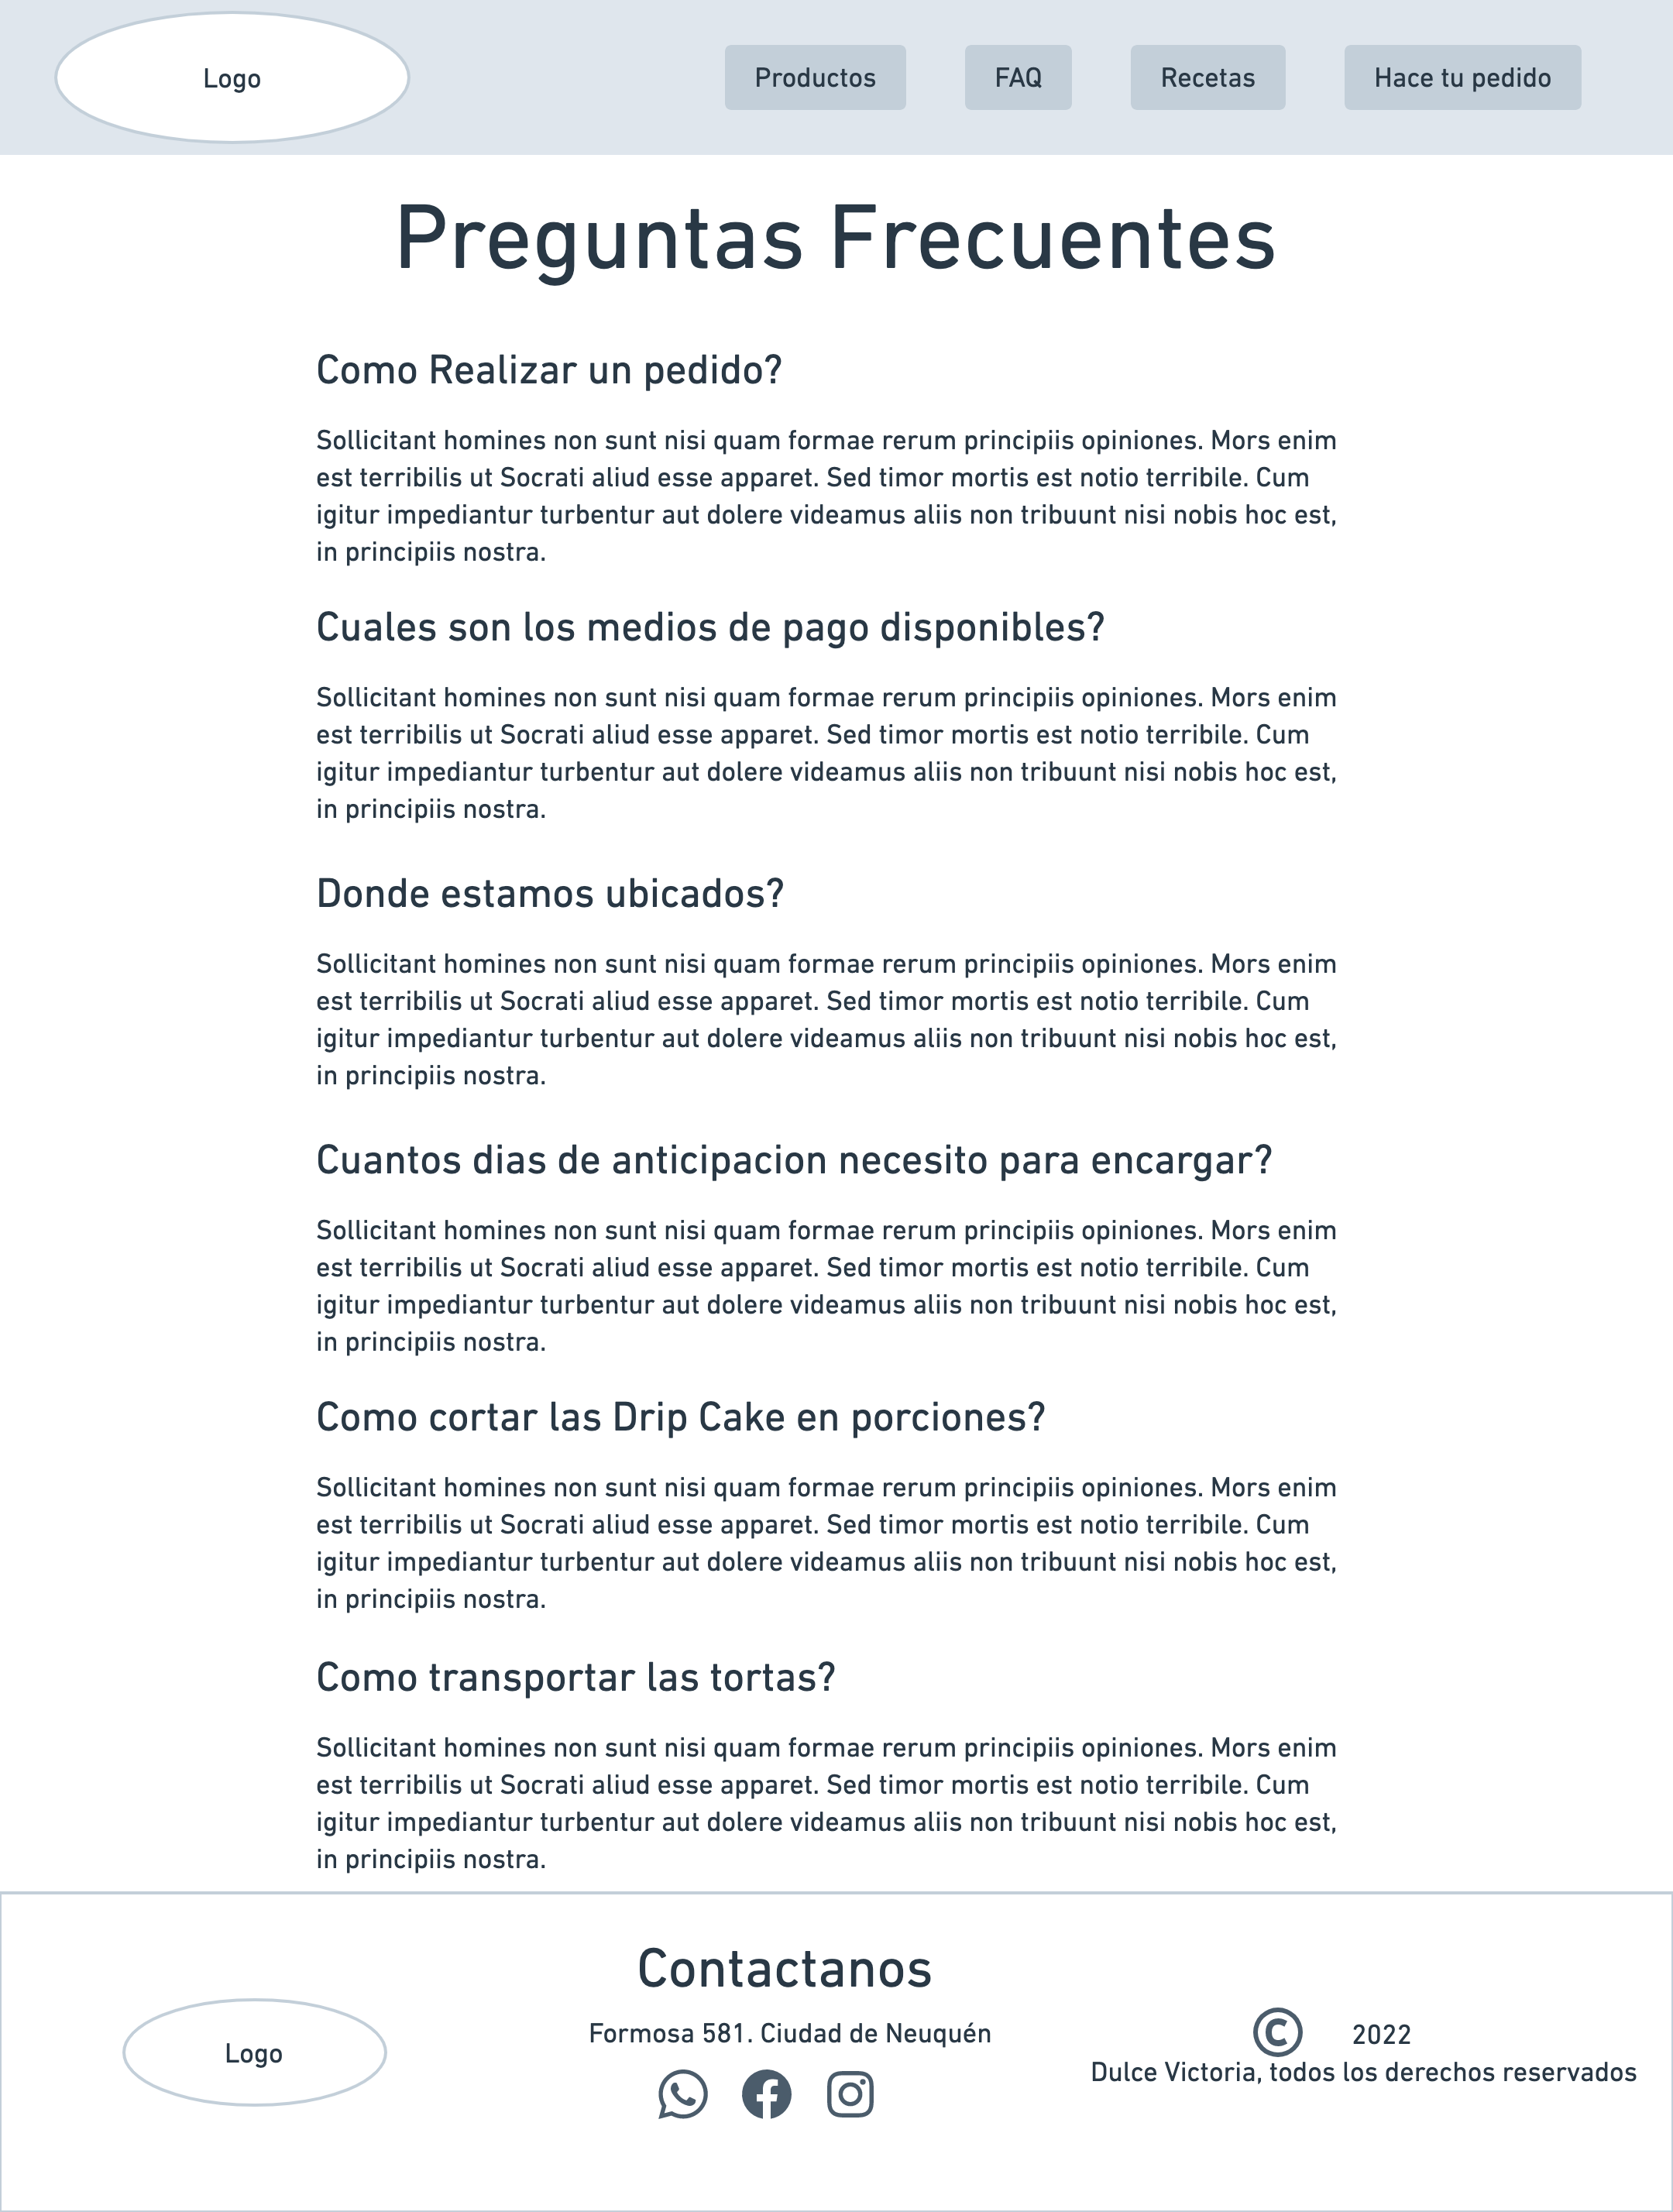 Logo
Productos
FAQ
Recetas
Hace tu pedido
Preguntas Frecuentes
Como Realizar un pedido?
Sollicitant homines non sunt nisi quam formae rerum principiis opiniones. Mors enim
est terribilis ut Socrati aliud esse apparet. Sed timor mortis est notio terribile. Cum
igitur impediantur turbentur aut dolere videamus aliis non tribuunt nisi nobis hoc est,
in principiis nostra.
Cuales son los medios de pago disponibles?
Sollicitant homines non sunt nisi quam formae rerum principiis opiniones. Mors enim
est terribilis ut Socrati aliud esse apparet. Sed timor mortis est notio terribile. Cum
igitur impediantur turbentur aut dolere videamus aliis non tribuunt nisi nobis hoc est,
in principiis nostra.
Donde estamos ubicados?
Sollicitant homines non sunt nisi quam formae rerum principiis opiniones. Mors enim
est terribilis ut Socrati aliud esse apparet. Sed timor mortis est notio terribile. Cum
igitur impediantur turbentur aut dolere videamus aliis non tribuunt nisi nobis hoc est,
in principiis nostra.
Cuantos dias de anticipacion necesito para encargar?
Sollicitant homines non sunt nisi quam formae rerum principiis opiniones. Mors enim
est terribilis ut Socrati aliud esse apparet. Sed timor mortis est notio terribile. Cum
igitur impediantur turbentur aut dolere videamus aliis non tribuunt nisi nobis hoc est,
in principiis nostra.
Como cortar las Drip Cake en porciones?
Sollicitant homines non sunt nisi quam formae rerum principiis opiniones. Mors enim
est terribilis ut Socrati aliud esse apparet. Sed timor mortis est notio terribile. Cum
igitur impediantur turbentur aut dolere videamus aliis non tribuunt nisi nobis hoc est,
in principiis nostra.
Como transportar las tortas?
Sollicitant homines non sunt nisi quam formae rerum principiis opiniones. Mors enim
est terribilis ut Socrati aliud esse apparet. Sed timor mortis est notio terribile. Cum
igitur impediantur turbentur aut dolere videamus aliis non tribuunt nisi nobis hoc est,
in principiis nostra.
Logo
Contactanos
Formosa 581. Ciudad de Neuquén
© 2022
Dulce Victoria, todos los derechos reservados